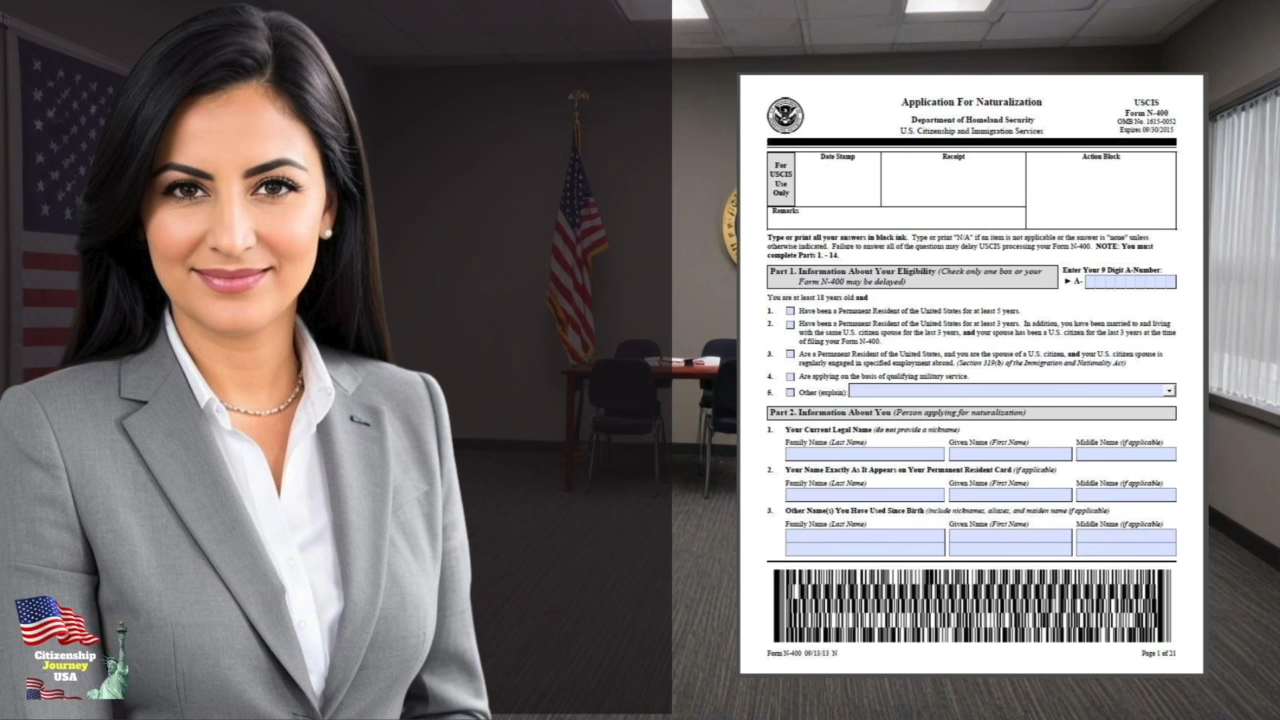 Application For Naturalization
Department of Homeland Security
U.S. Citizenship and Immigration Services
USCIS
Form N-400
OMB No. 1615-0052
Expires 09/30/2015
For
USCIS
Use
Only
Date Stamp
Receipt
Action Block
Remarks
Type or print all your answers in black ink. Type or print "N/A" if an item is not applicable or the answer is "none" unless
otherwise indicated. Failure to answer all of the questions may delay USCIS processing your Form N-400. NOTE: You must
complete Parts 1. - 14.
Part 1. Information About Your Eligibility (Check only one box or your
Form N-400 may be delayed)
Enter Your 9 Digit A-Number:
► A-
You are at least 18 years old and
1. Have been a Permanent Resident of the United States for at least 5 years.
2. Have been a Permanent Resident of the United States for at least 3 years. In addition, you have been married to and living
with the same U.S. citizen spouse for the last 3 years, and your spouse has been a U.S. citizen for the last 3 years at the time
of filing your Form N-400.
3. Are a Permanent Resident of the United States, and you are the spouse of a U.S. citizen, and your U.S. citizen spouse is
regularly engaged in specified employment abroad. (Section 319(b) of the Immigration and Nationality Act)
4. Are applying on the basis of qualifying military service.
5. Other (explain):
Part 2. Information About You (Person applying for naturalization)
1. Your Current Legal Name (do not provide a nickname)
Family Name (Last Name) Given Name (First Name) Middle Name (if applicable)
2. Your Name Exactly As It Appears on Your Permanent Resident Card (if applicable)
Family Name (Last Name) Given Name (First Name) Middle Name (if applicable)
3. Other Name(s) You Have Used Since Birth (include nicknames, aliases, and maiden name if applicable)
Family Name (Last Name) Given Name (First Name) Middle Name (if applicable)
Form N-400 09/13/13 N
Page 1 of 21
Citizenship
Journey
USA